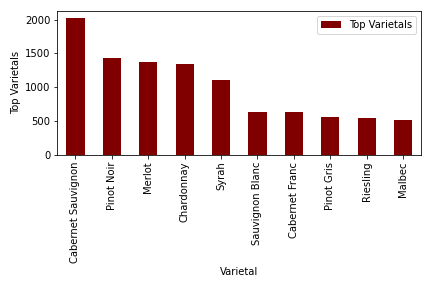 Top Varietals
2000
1500
1000
500
0
Top Varietals
Cabernet Sauvignon
Pinot Noir
Merlot
Chardonnay
Syrah
Sauvignon Blanc
Cabernet Franc
Pinot Gris
Riesling
Malbec
Varietal